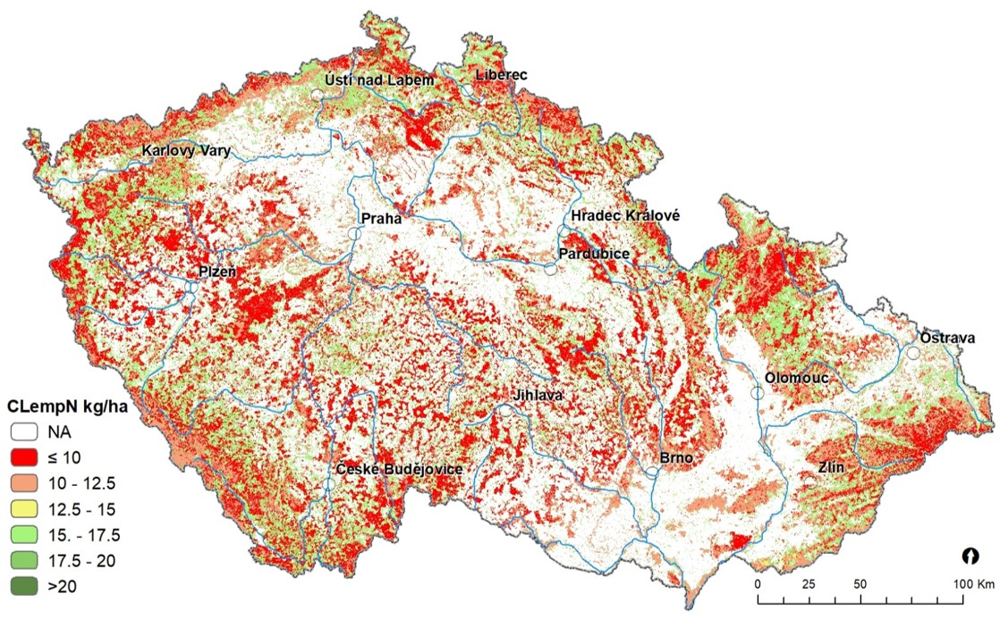 Liberec
Ústí nad Labem
Karlovy Vary
Praha
Hradec Králové
Pardubice
Plzeň
Ostrava
Olomouc
Jihlava
CLempN kg/ha
NA
≤ 10
10 - 12.5
12.5 - 15
15. - 17.5
17.5 - 20
>20
Brno
České Budějovice
Zlín
0 25 50 100 Km